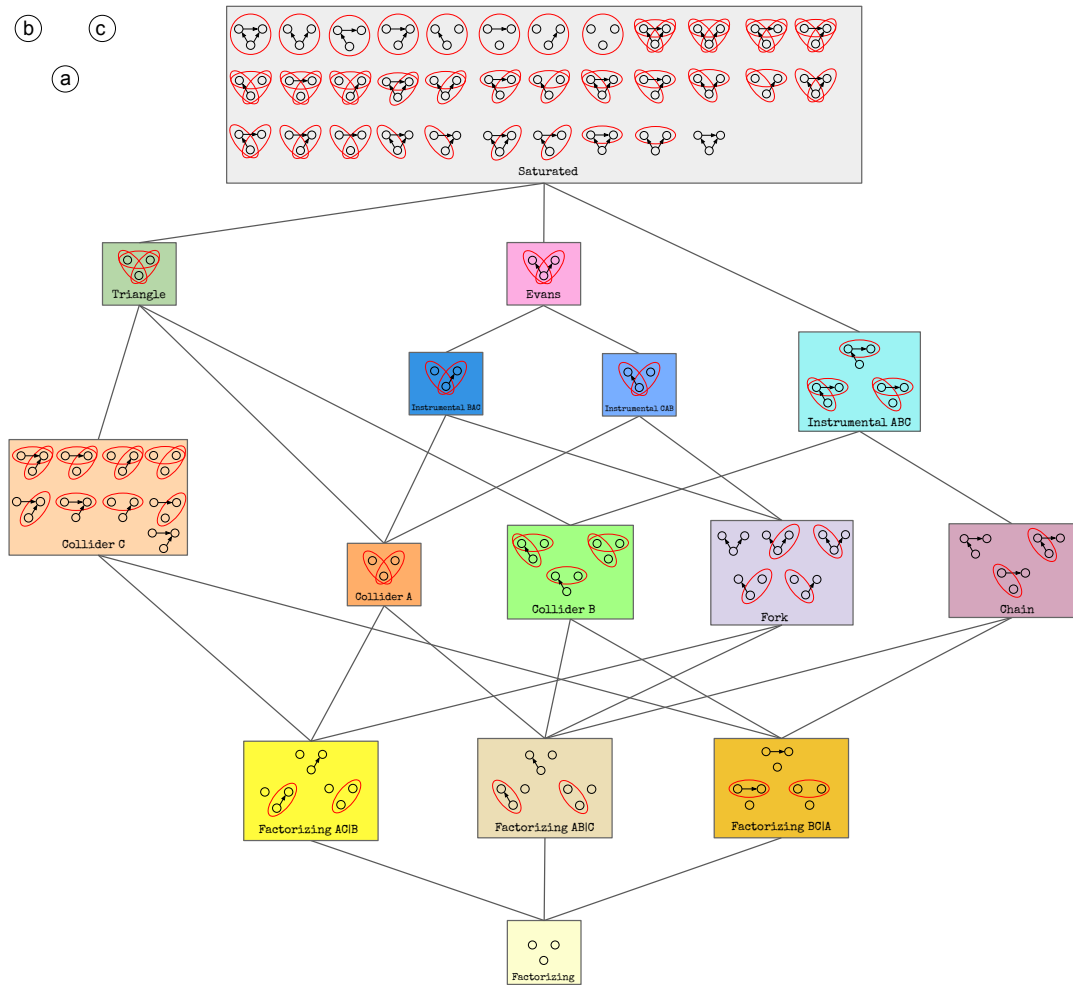 b c
a
Saturated
Triangle
Evans
Instrumental BAC
Instrumental CAB
Instrumental ABC
Collider C
Collider A
Collider B
Fork
Chain
Factorizing AC|B
Factorizing AB|C
Factorizing BC|A
Factorizing